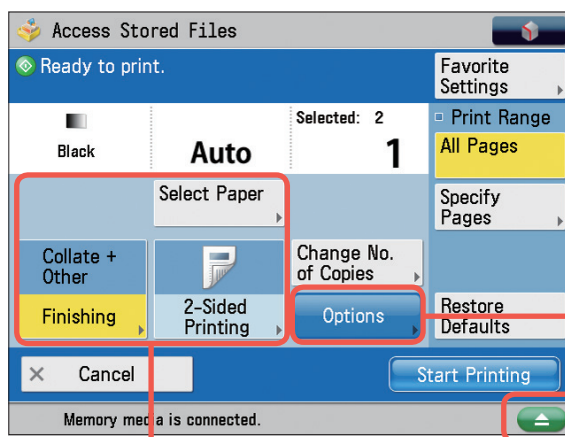 Access Stored Files
Ready to print.
Favorite
Settings
Selected: 2
Print Range
Black
Auto
1
All Pages
Select Paper
Specify
Pages
Collate +
Other
Change No.
of Copies
Finishing
2-Sided
Printing
Options
Restore
Defaults
× Cancel
Start Printing
Memory media is connected.